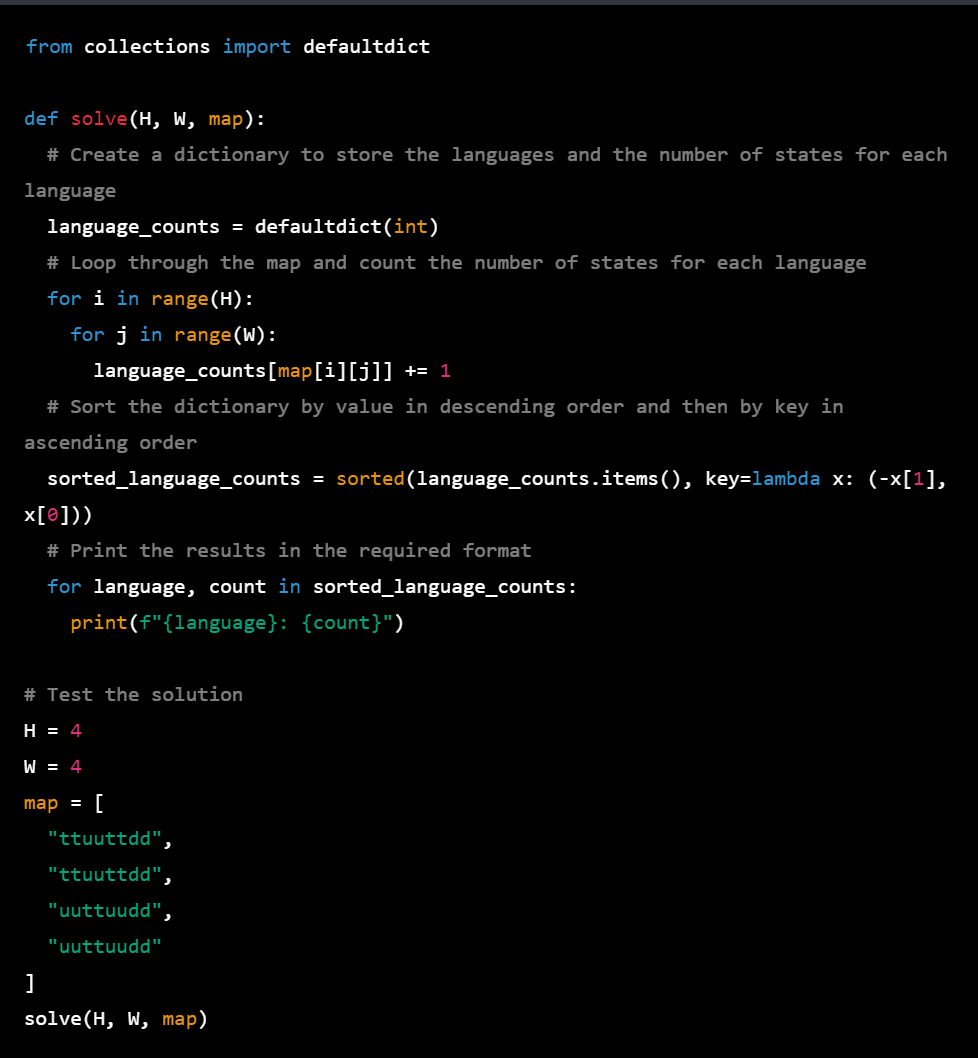 from collections import defaultdict
def solve(H, W, map):
  # Create a dictionary to store the languages and the number of states for each
language
  language_counts = defaultdict(int)
  # Loop through the map and count the number of states for each language
  for i in range(H):
    for j in range(W):
      language_counts[map[i][j]] += 1
  # Sort the dictionary by value in descending order and then by key in
ascending order
  sorted_language_counts = sorted(language_counts.items(), key=lambda x: (-x[1],
x[0]))
  # Print the results in the required format
  for language, count in sorted_language_counts:
    print(f"{language}: {count}")
# Test the solution
H = 4
W = 4
map = [
  "ttuuttdd",
  "ttuuttdd",
  "uuttuudd",
  "uuttuudd"
]
solve(H, W, map)